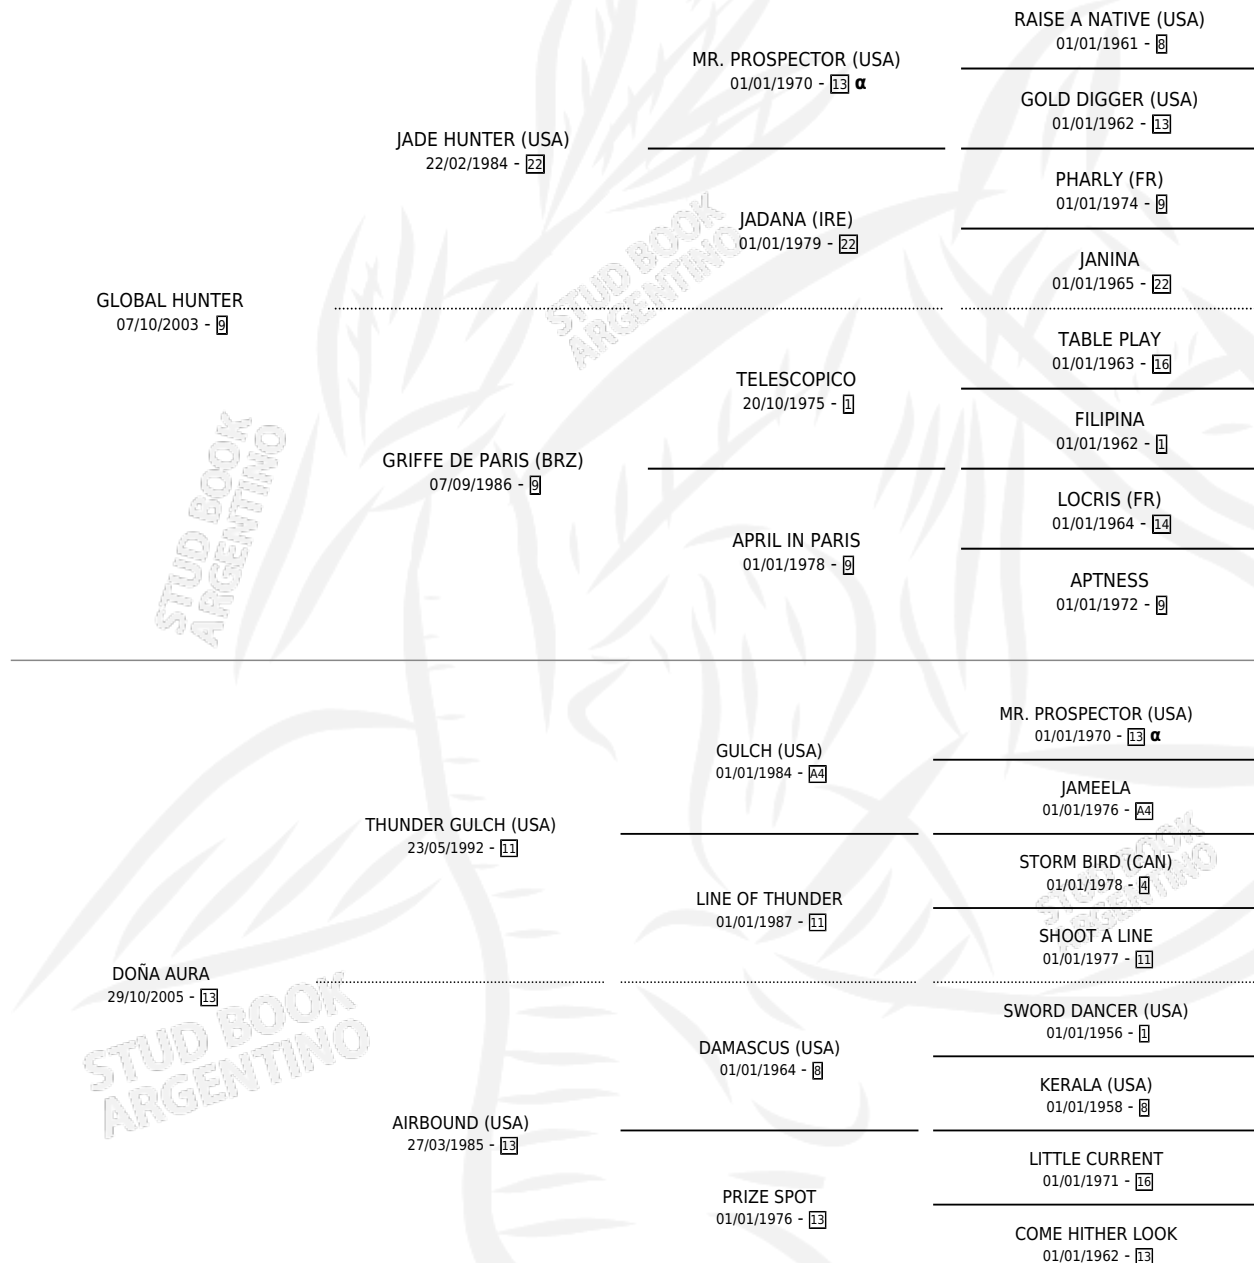 RAISE A NATIVE (USA)
01/01/1961 - 8
MR. PROSPECTOR (USA)
01/01/1970 - 13 α
GOLD DIGGER (USA)
01/01/1962 - 13
JADE HUNTER (USA)
22/02/1984 - 22
PHARLY (FR)
01/01/1974 - 9
JADANA (IRE)
01/01/1979 - 22
JANINA
01/01/1965 - 22
GLOBAL HUNTER
07/10/2003 - 9
TABLE PLAY
01/01/1963 - 16
TELESCOPICO
20/10/1975 - 1
FILIPINA
01/01/1962 - 1
GRIFFE DE PARIS (BRZ)
07/09/1986 - 9
LOCRIS (FR)
01/01/1964 - 14
APRIL IN PARIS
01/01/1978 - 9
APTNESS
01/01/1972 - 9
MR. PROSPECTOR (USA)
01/01/1970 - 13 α
GULCH (USA)
01/01/1984 - A4
JAMEELA
01/01/1976 - A4
THUNDER GULCH (USA)
23/05/1992 - 11
STORM BIRD (CAN)
01/01/1978 - 4
LINE OF THUNDER
01/01/1987 - 11
SHOOT A LINE
01/01/1977 - 11
DOÑA AURA
29/10/2005 - 13
SWORD DANCER (USA)
01/01/1956 - 1
DAMASCUS (USA)
01/01/1964 - 8
KERALA (USA)
01/01/1958 - 8
AIRBOUND (USA)
27/03/1985 - 13
LITTLE CURRENT
01/01/1971 - 16
PRIZE SPOT
01/01/1976 - 13
COME HITHER LOOK
01/01/1962 - 13
STUD BOOK
ARGENTINO
STUD BOOK
ARGENTINO
STUD BOOK
ARGENTINO
STUD BOOK
ARGENTINO